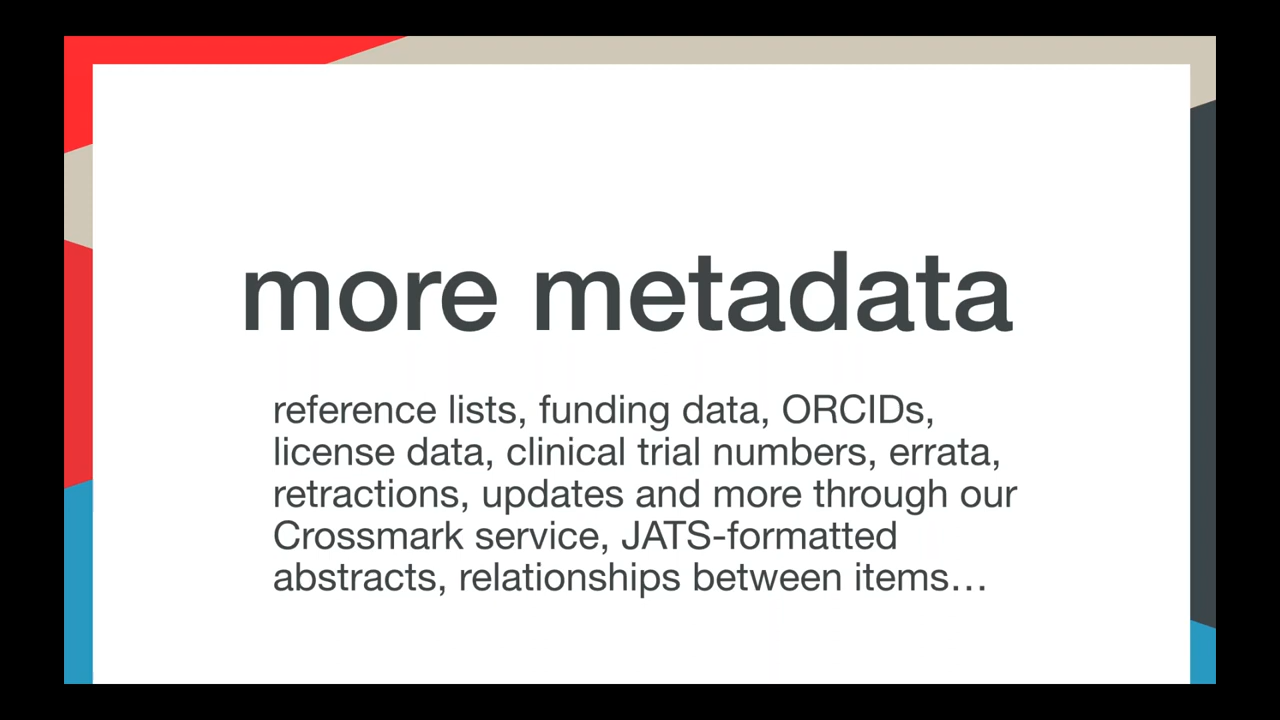 more metadata
reference lists, funding data, ORCIDs,
license data, clinical trial numbers, errata,
retractions, updates and more through our
Crossmark service, JATS-formatted
abstracts, relationships between items…